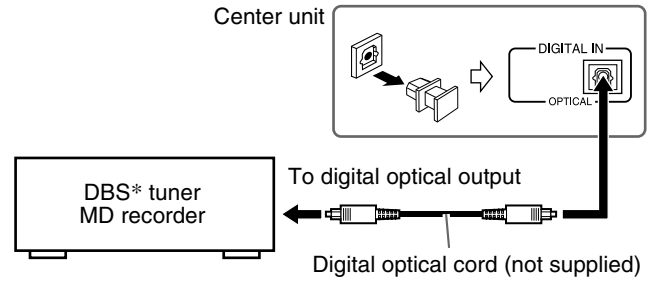 Center unit
DIGITAL IN
OPTICAL
DBS* tuner
MD recorder
To digital optical output
Digital optical cord (not supplied)